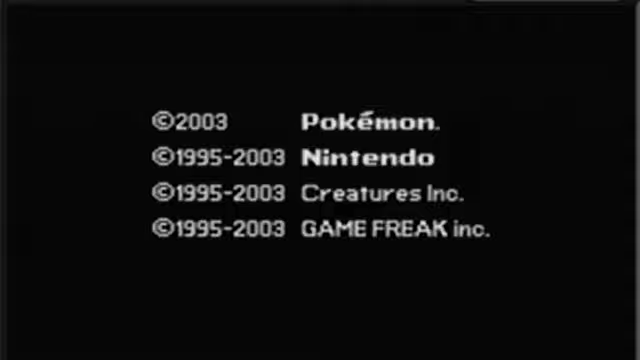 ©2003 Pokémon.
©1995-2003 Nintendo
©1995-2003 Creatures Inc.
©1995-2003 GAME FREAK inc.